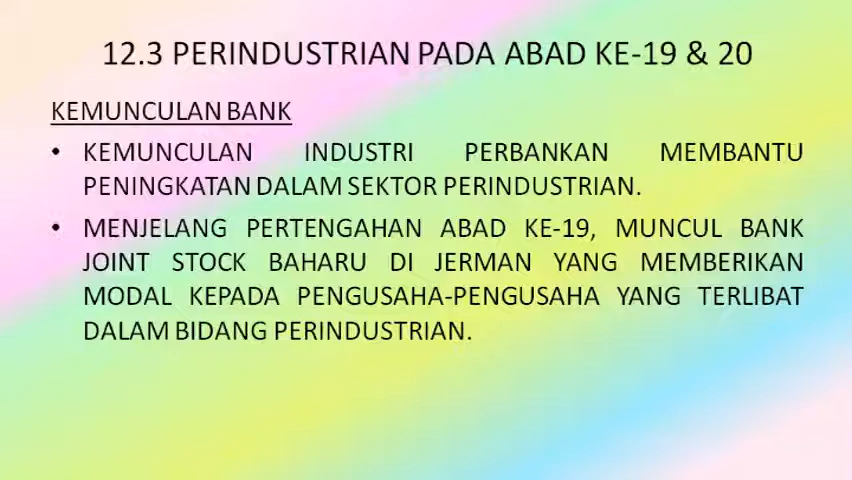 12.3 PERINDUSTRIAN PADA ABAD KE-19 & 20
KEMUNCULAN BANK
• KEMUNCULAN INDUSTRI PERBANKAN MEMBANTU
PENINGKATAN DALAM SEKTOR PERINDUSTRIAN.
• MENJELANG PERTENGAHAN ABAD KE-19, MUNCUL BANK
JOINT STOCK BAHARU DI JERMAN YANG MEMBERIKAN
MODAL KEPADA PENGUSAHA-PENGUSAHA YANG TERLIBAT
DALAM BIDANG PERINDUSTRIAN.